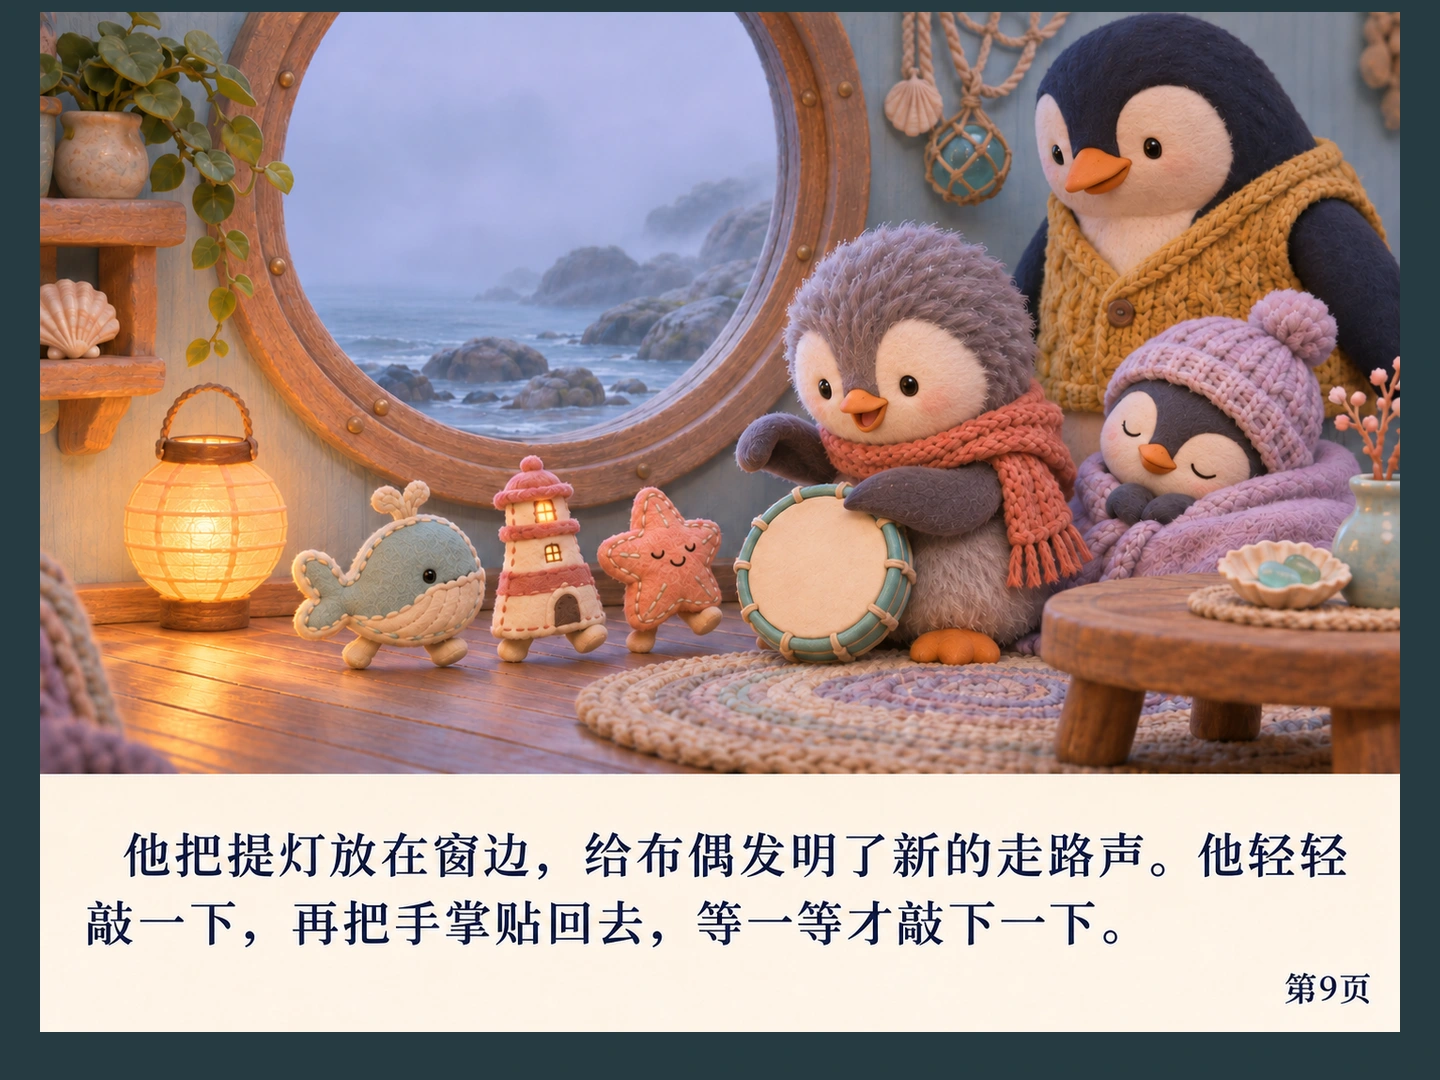 他把提灯放在窗边，给布偶发明了新的走路声。他轻轻
敲一下，再把手掌贴回去，等一等才敲下一下。
第9页